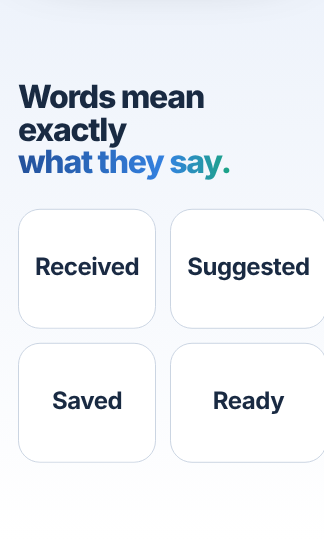 Words mean
exactly
what they say.
Received
Suggested
Saved
Ready